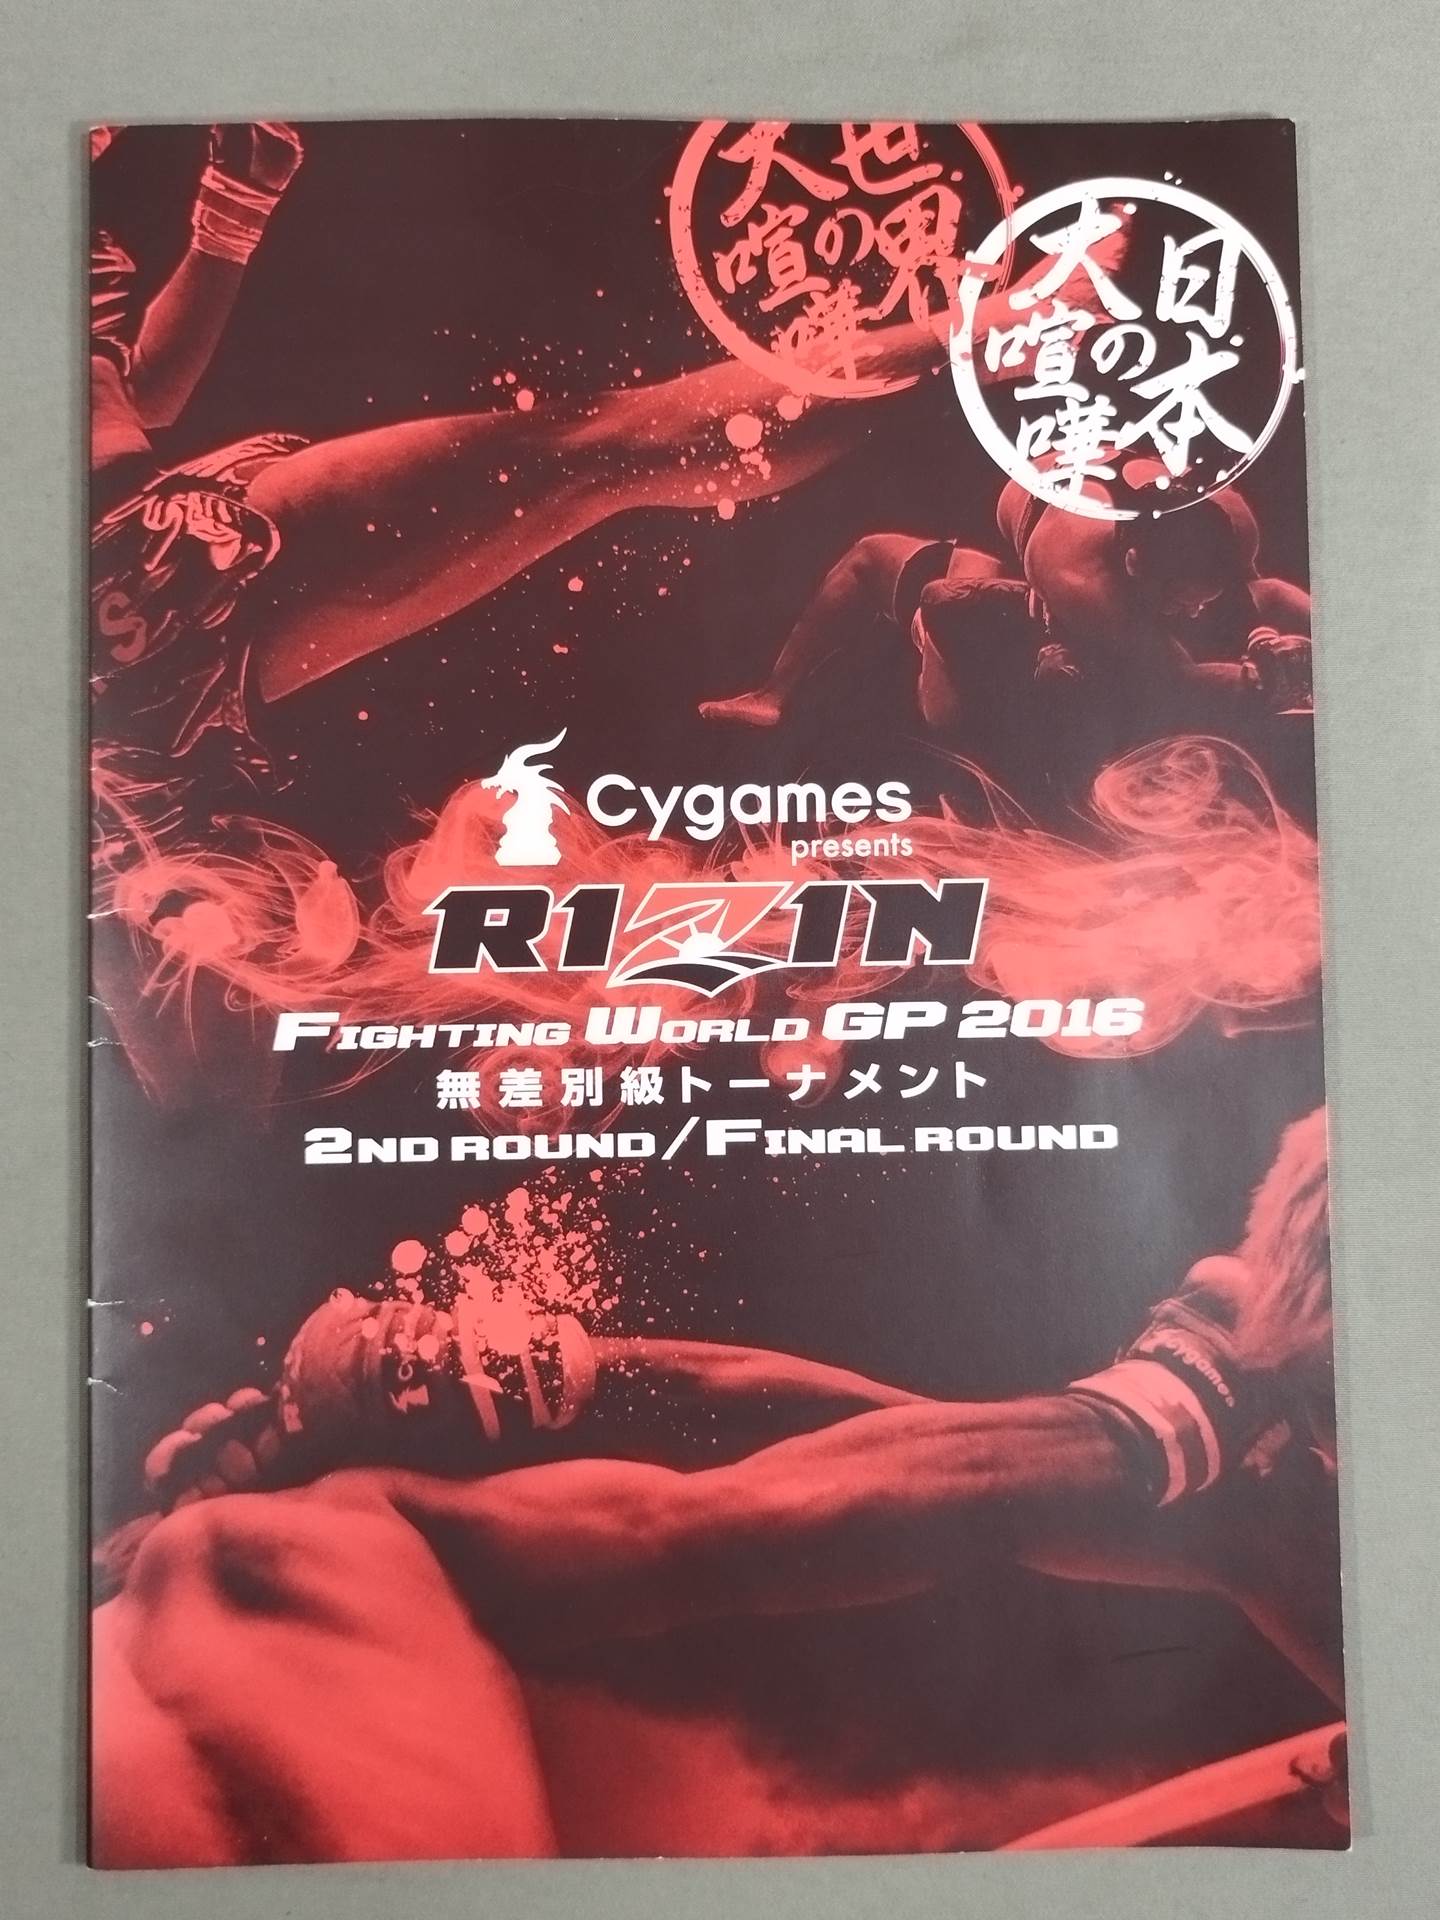 世界の
大喧嘩
日本の
大喧嘩
Cygames
presents
RIZIN
FIGHTING WORLD GP 2016
無差別級トーナメント
2ND ROUND/FINAL ROUND
Cygames